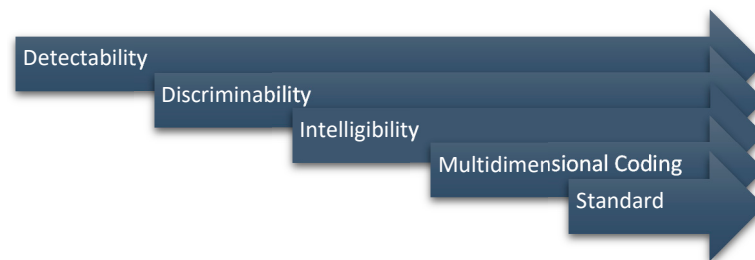 Detectability
Discriminability
Intelligibility
Multidimensional Coding
Standard